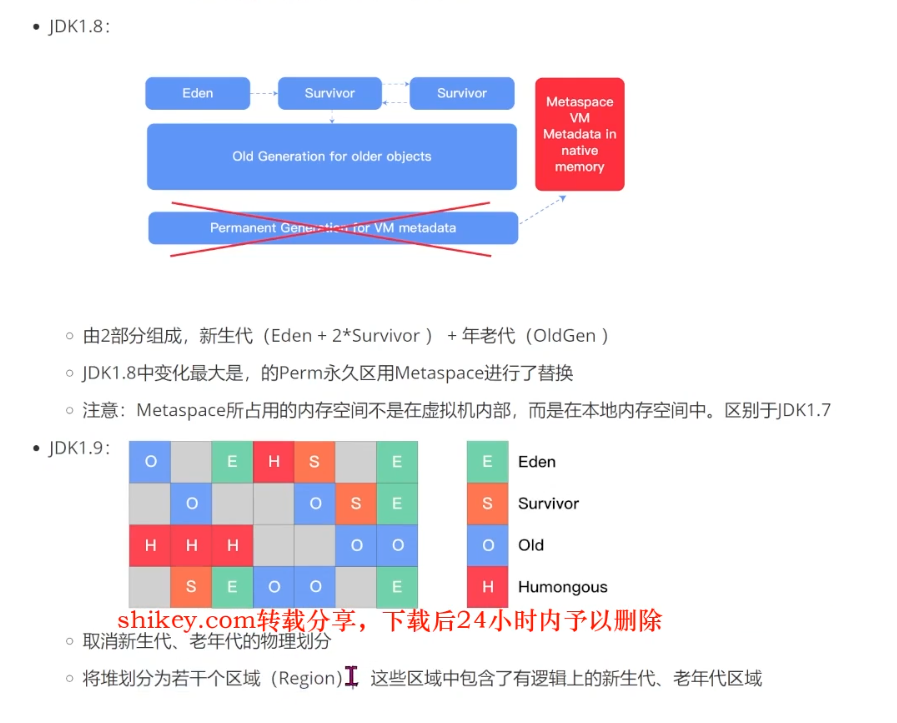 JDK1.8：
Eden
Survivor
Survivor
Metaspace
VM
Metadata in
native
memory
Old Generation for older objects
Permanent Generation for VM metadata
由2部分组成，新生代（Eden + 2*Survivor ） + 年老代（OldGen ）
JDK1.8中变化最大是，的Perm永久区用Metaspace进行了替换
注意：Metaspace所占用的内存空间不是在虚拟机内部，而是在本地内存空间中。区别于JDK1.7
JDK1.9：
O E H S E
O O S E
H H H O O
S E O O E
E Eden
S Survivor
O Old
H Humongous
shikey.com转载分享，下载后24小时内予以删除
取消新生代、老年代的物理划分
将堆划分为若干个区域（Region） 这些区域中包含了有逻辑上的新生代、老年代区域